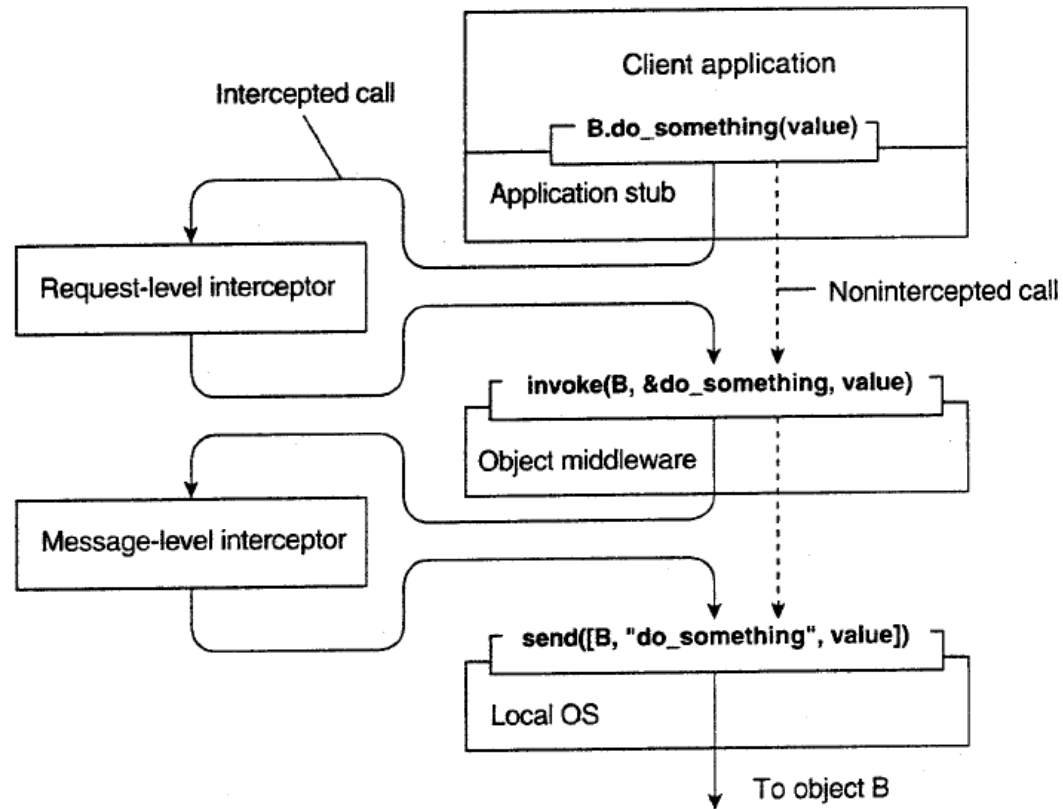 Client application
Intercepted call
B.do_something(value)
Application stub
Request-level interceptor
Nonintercepted call
invoke(B, &do_something, value)
Object middleware
Message-level interceptor
send([B, "do_something", value])
Local OS
To object B